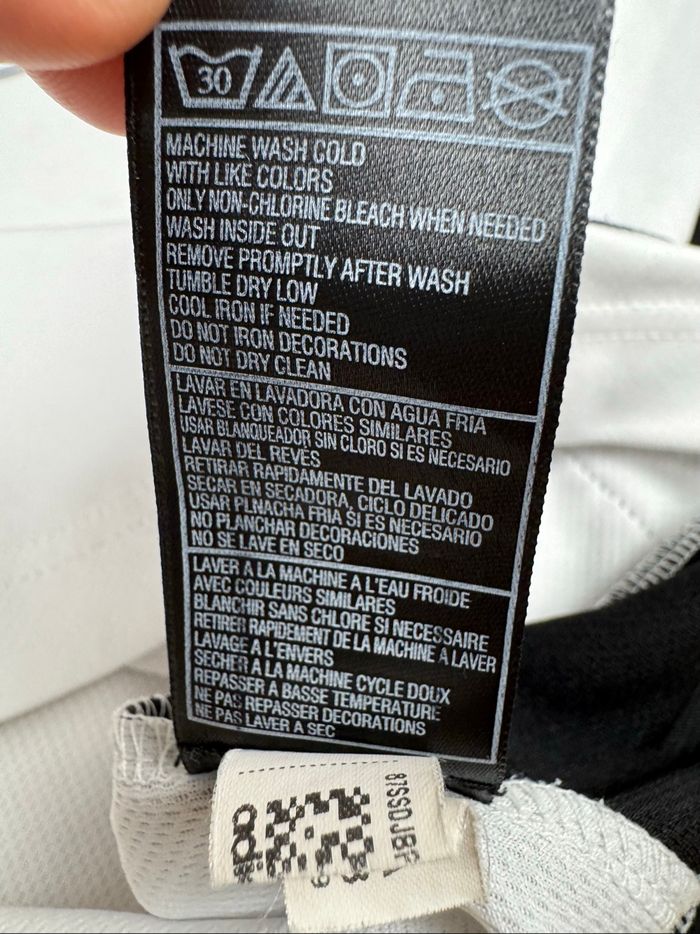 30
MACHINE WASH COLD
WITH LIKE COLORS
ONLY NON-CHLORINE BLEACH WHEN NEEDED
WASH INSIDE OUT
REMOVE PROMPTLY AFTER WASH
TUMBLE DRY LOW
COOL IRON IF NEEDED
DO NOT IRON DECORATIONS
DO NOT DRY CLEAN
LAVAR EN LAVADORA CON AGUA FRIA
LAVESE CON COLORES SIMILARES
USAR BLANQUEADOR SIN CLORO SI ES NECESARIO
LAVAR DEL REVES
RETIRAR RAPIDAMENTE DEL LAVADO
SECAR EN SECADORA, CICLO DELICADO
USAR PLNACHA FRIA SI ES NECESARIO
NO PLANCHAR DECORACIONES
NO SE LAVE EN SECO
LAVER A LA MACHINE A L'EAU FROIDE
AVEC COULEURS SIMILARES
BLANCHIR SANS CHLORE SI NECESSAIRE
RETIRER RAPIDEMENT DE LA MACHINE A LAVER
LAVAGE A L'ENVERS
SECHER A LA MACHINE CYCLE DOUX
REPASSER A BASSE TEMPERATURE
NE PAS REPASSER DECORATIONS
NE PAS LAVER A SEC